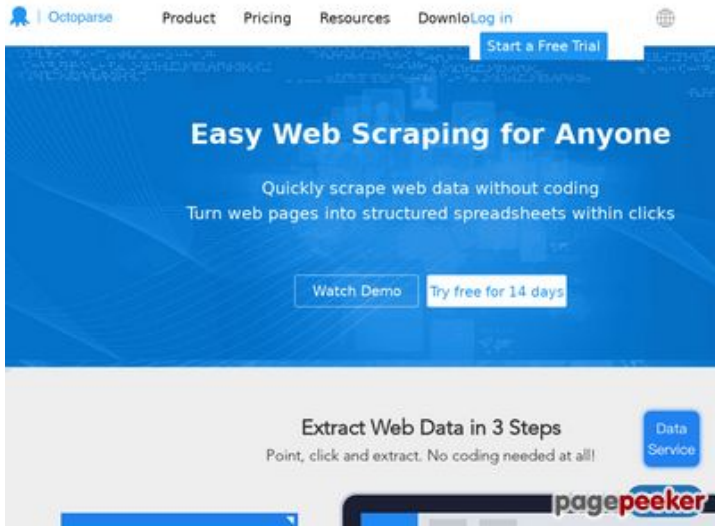 Octoparse
Product Pricing Resources Downlo Log in
Start a Free Trial
Easy Web Scraping for Anyone
Quickly scrape web data without coding
Turn web pages into structured spreadsheets within clicks
Watch Demo Try free for 14 days
Extract Web Data in 3 Steps
Point, click and extract. No coding needed at all!
Data
Service
pagepeeker